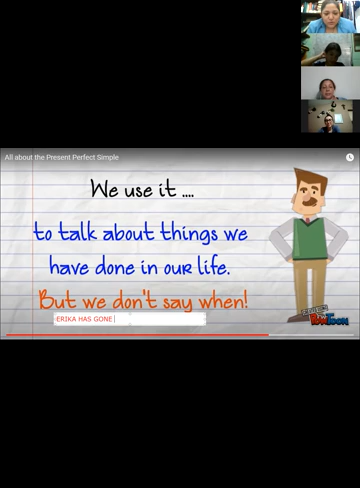 All about the Present Perfect Simple
We use it ....
to talk about things we
have done in our life.
But we don't say when!
ERIKA HAS GONE
POWTOON